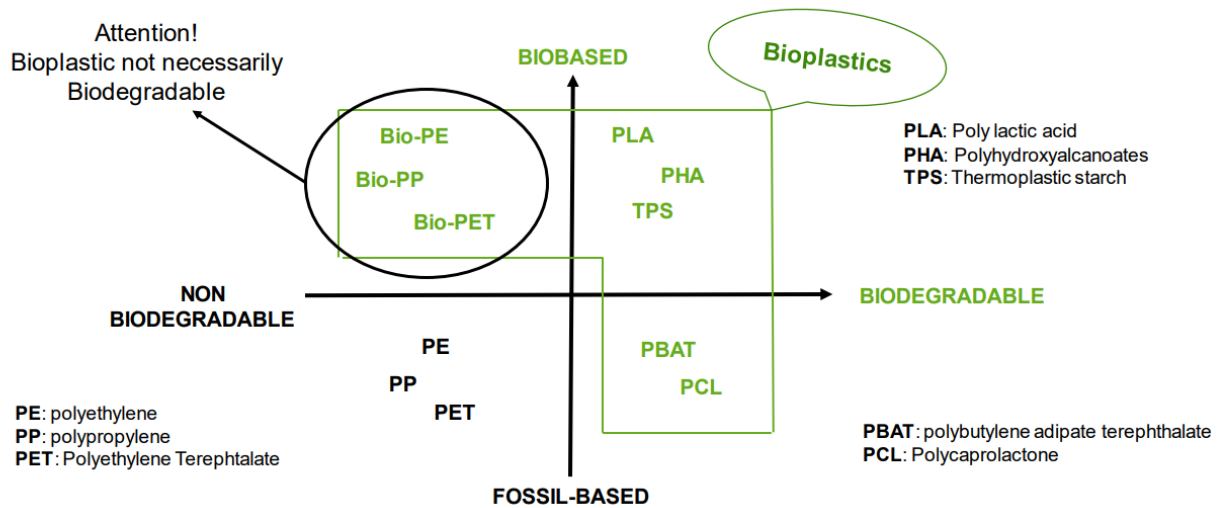 Attention!
Bioplastic not necessarily
Biodegradable
BIOBASED
Bioplastics
Bio-PE
Bio-PP
Bio-PET
PLA
PHA
TPS
PLA: Poly lactic acid
PHA: Polyhydroxyalcanoates
TPS: Thermoplastic starch
NON
BIODEGRADABLE
BIODEGRADABLE
PE
PP
PET
PBAT
PCL
PE: polyethylene
PP: polypropylene
PET: Polyethylene Terephtalate
PBAT: polybutylene adipate terephthalate
PCL: Polycaprolactone
FOSSIL-BASED